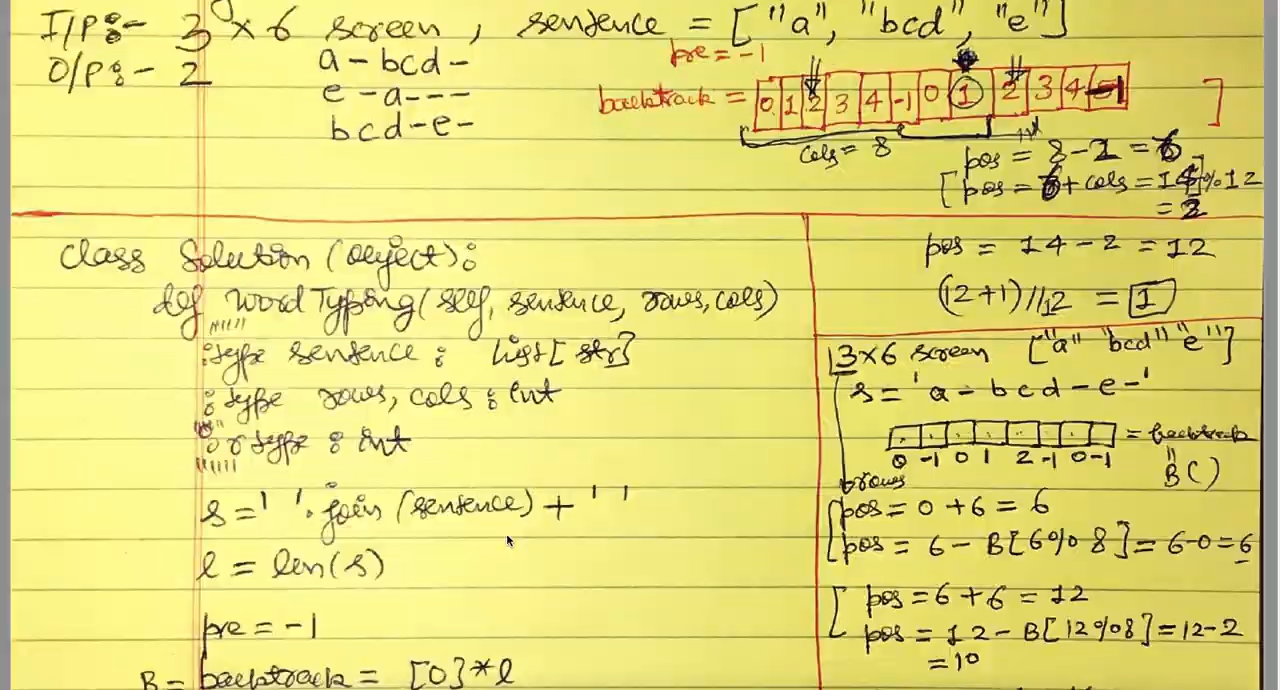 I/P:- 3 × 6 screen, sentence = ["a", "bcd", "e"]
O/P:- 2
a - bcd -
e - a - - -
bcd - e -
pre = -1
backtrack = [0 1 2 3 4 -1 0 1 2 3 4 -1]
cols = 8
pos = 8 - 2 = 6
[pos = 6 + cols = 14] % 12
= 2
class Solution (object):
def wordTyping(self, sentence, rows, cols)
"""
:type sentence: List[str]
:type rows, cols: int
:rtype: int
"""
s = ' '.join(sentence) + ' '
l = len(s)
pre = -1
B = backtrack = [0]*l
pos = 14 - 2 = 12
(12+1)//12 = 1
3×6 screen ["a" "bcd" "e"]
s = 'a - bcd - e -'
= backtrack
0 -1 0 1 2 -1 0 -1
B()
rows
pos = 0 + 6 = 6
pos = 6 - B[6%8] = 6-0 = 6
pos = 6 + 6 = 12
pos = 12 - B[12%8] = 12-2
= 10